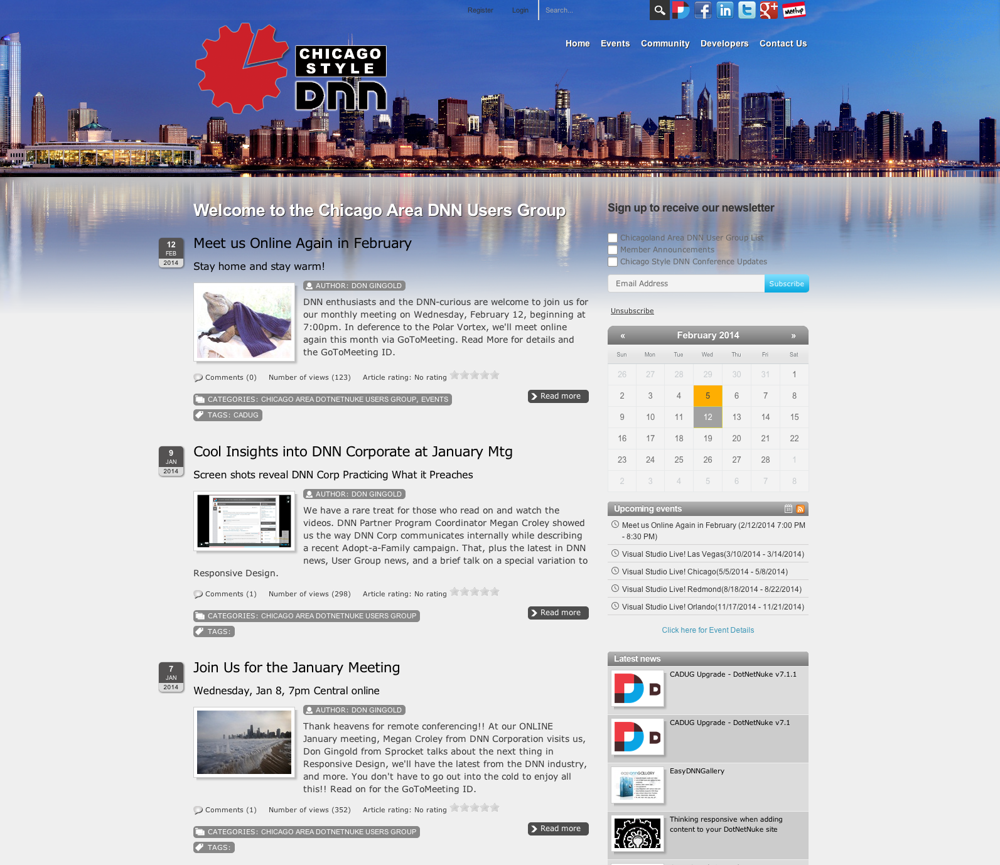 Register Login Search...
Meetup
CHICAGO
STYLE
DNN
Home Events Community Developers Contact Us
Welcome to the Chicago Area DNN Users Group
12
FEB
2014
Meet us Online Again in February
Stay home and stay warm!
AUTHOR: DON GINGOLD
DNN enthusiasts and the DNN-curious are welcome to join us for
our monthly meeting on Wednesday, February 12, beginning at
7:00pm. In deference to the Polar Vortex, we'll meet online
again this month via GoToMeeting. Read More for details and
the GoToMeeting ID.
Comments (0) Number of views (123) Article rating: No rating
CATEGORIES: CHICAGO AREA DOTNETNUKE USERS GROUP, EVENTS
Read more
TAGS: CADUG
9
JAN
2014
Cool Insights into DNN Corporate at January Mtg
Screen shots reveal DNN Corp Practicing What it Preaches
AUTHOR: DON GINGOLD
We have a rare treat for those who read on and watch the
videos. DNN Partner Program Coordinator Megan Croley showed
us the way DNN Corp communicates internally while describing
a recent Adopt-a-Family campaign. That, plus the latest in DNN
news, User Group news, and a brief talk on a special variation to
Responsive Design.
Comments (1) Number of views (298) Article rating: No rating
CATEGORIES: CHICAGO AREA DOTNETNUKE USERS GROUP
Read more
TAGS:
7
JAN
2014
Join Us for the January Meeting
Wednesday, Jan 8, 7pm Central online
AUTHOR: DON GINGOLD
Thank heavens for remote conferencing!! At our ONLINE
January meeting, Megan Croley from DNN Corporation visits us,
Don Gingold from Sprocket talks about the next thing in
Responsive Design, we'll have the latest from the DNN industry,
and more. You don't have to go out into the cold to enjoy all
this!! Read on for the GoToMeeting ID.
Comments (1) Number of views (352) Article rating: No rating
CATEGORIES: CHICAGO AREA DOTNETNUKE USERS GROUP
Read more
TAGS:
Sign up to receive our newsletter
Chicagoland Area DNN User Group List
Member Announcements
Chicago Style DNN Conference Updates
Email Address Subscribe
Unsubscribe
« February 2014 »
Sun Mon Tue Wed Thu Fri Sat
26 27 28 29 30 31 1
2 3 4 5 6 7 8
9 10 11 12 13 14 15
16 17 18 19 20 21 22
23 24 25 26 27 28 1
2 3 4 5 6 7 8
Upcoming events
Meet us Online Again in February (2/12/2014 7:00 PM
- 8:30 PM)
Visual Studio Live! Las Vegas(3/10/2014 - 3/14/2014)
Visual Studio Live! Chicago(5/5/2014 - 5/8/2014)
Visual Studio Live! Redmond(8/18/2014 - 8/22/2014)
Visual Studio Live! Orlando(11/17/2014 - 11/21/2014)
Click here for Event Details
Latest news
CADUG Upgrade - DotNetNuke v7.1.1
CADUG Upgrade - DotNetNuke v7.1
EasyDNNGallery
easyDNNGALLERY
Thinking responsive when adding
content to your DotNetNuke site